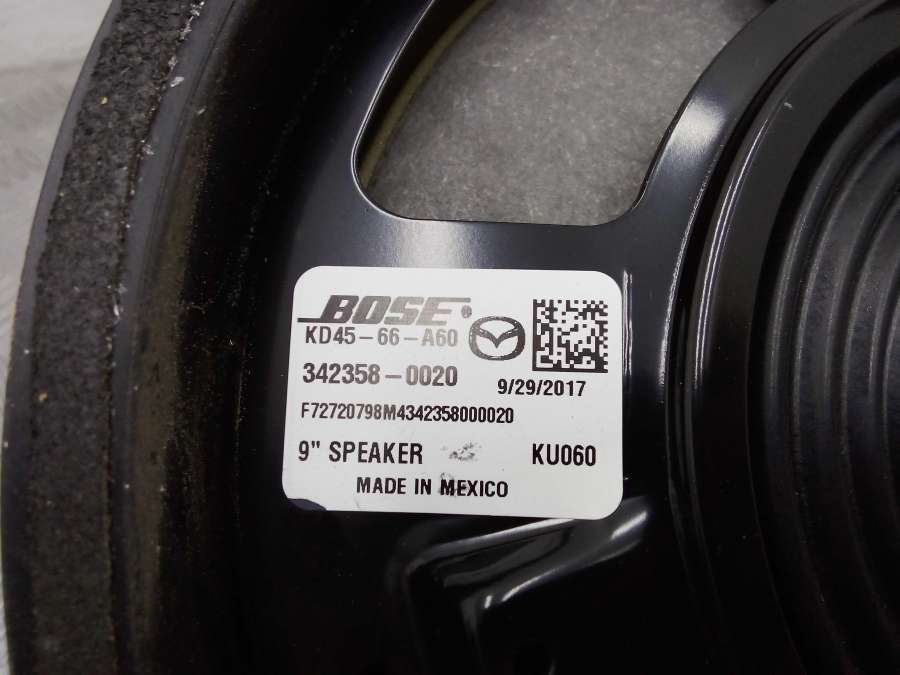 BOSE®
KD45-66-A60
342358-0020
9/29/2017
F72720798M4342358000020
9" SPEAKER
KU060
MADE IN MEXICO